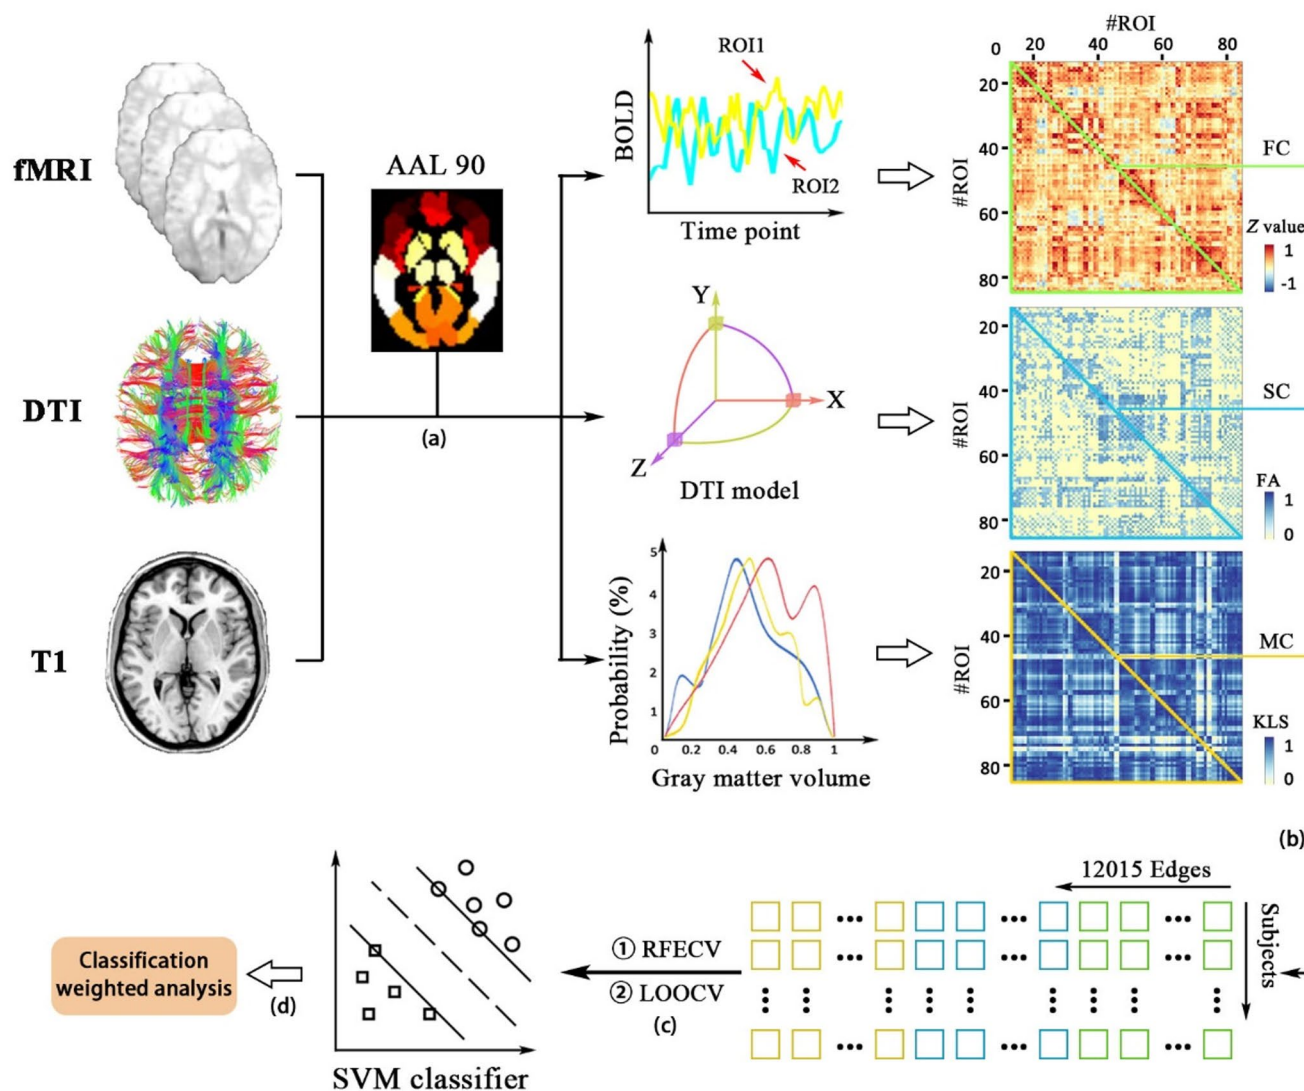 #ROI
0 20 40 60 80
fMRI
AAL 90
BOLD
ROI1
ROI2
Time point
#ROI
20
40
60
80
FC
Z value
1
-1
DTI
(a)
Y
X
Z
DTI model
#ROI
20
40
60
80
SC
FA
1
0
T1
Probability (%)
5
4
3
2
1
0 0.2 0.4 0.6 0.8 1
Gray matter volume
#ROI
20
40
60
80
MC
KLS
1
0
(b)
12015 Edges
Subjects
① RFECV
② LOOCV
(c)
SVM classifier
(d)
Classification
weighted analysis